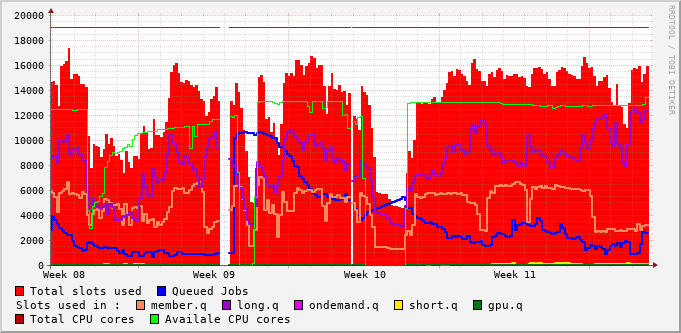 20000
18000
16000
14000
12000
10000
8000
6000
4000
2000
0
Week 08 Week 09 Week 10 Week 11
RRDTOOL / TOBI OETIKER
Total slots used Queued Jobs
Slots used in : member.q long.q ondemand.q short.q gpu.q
Total CPU cores Availale CPU cores